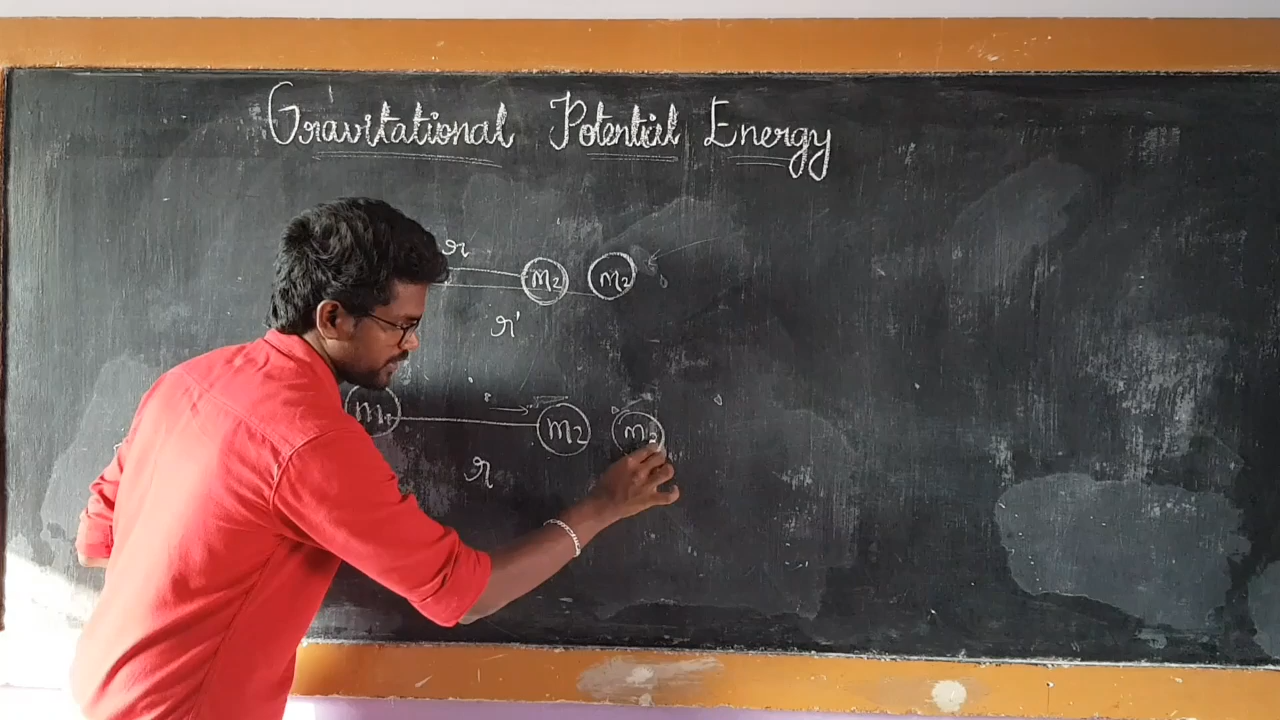 Gravitational Potential Energy
r
m2 m2
r'
m1 m2 m2
r